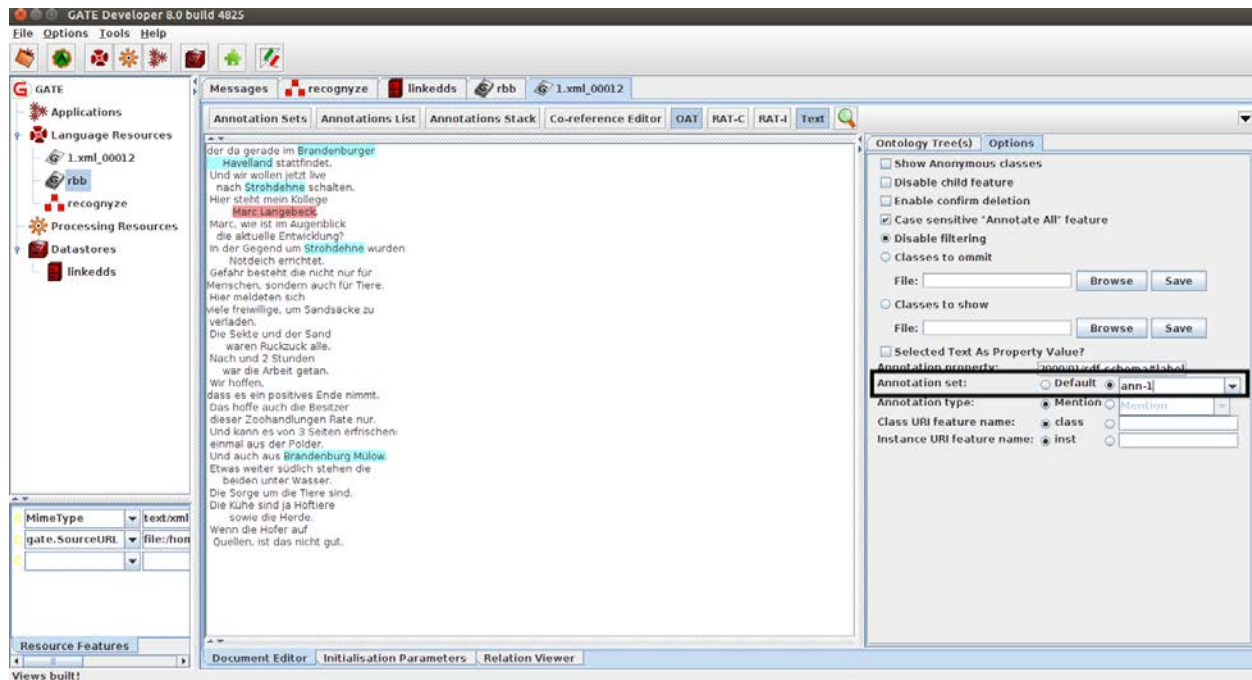 GATE Developer 8.0 build 4825
File Options Tools Help
GATE
Applications
Language Resources
1.xml_00012
rbb
recognyze
Processing Resources
Datastores
linkedds
MimeType text/xml
gate.SourceURL file:/hon
Resource Features
Views built!
Messages recognyze linkedds rbb 1.xml_00012
Annotation Sets Annotations List Annotations Stack Co-reference Editor OAT RAT-C RAT-I Text
der da gerade im Brandenburger
Havelland stattfindet.
Und wir wollen jetzt live
nach Strohdehne schalten.
Hier steht mein Kollege
Marc Langebeck.
Marc, wie ist im Augenblick
die aktuelle Entwicklung?
In der Gegend um Strohdehne wurden
Notdeich errichtet.
Gefahr besteht die nicht nur für
Menschen, sondern auch für Tiere.
Hier meldeten sich
viele freiwillige, um Sandsäcke zu
verladen.
Die Sekte und der Sand
waren Ruckzuck alle.
Nach und 2 Stunden
war die Arbeit getan.
Wir hoffen,
dass es ein positives Ende nimmt.
Das hoffe auch die Besitzer
dieser Zoohandlungen Rate nur.
Und kann es von 3 Seiten erfrischen:
einmal aus der Polder.
Und auch aus Brandenburg Mülow.
Etwas weiter südlich stehen die
beiden unter Wasser.
Die Sorge um die Tiere sind.
Die Kühe sind ja Hoftiere
sowie die Herde.
Wenn die Hofer auf
Quellen, ist das nicht gut.
Document Editor Initialisation Parameters Relation Viewer
Ontology Tree(s) Options
Show Anonymous classes
Disable child feature
Enable confirm deletion
Case sensitive "Annotate All" feature
Disable filtering
Classes to ommit
File: Browse Save
Classes to show
File: Browse Save
Selected Text As Property Value?
Annotation property: 2000/01/rdf-schema#label
Annotation set: Default ann-1
Annotation type: Mention Mention
Class URI feature name: class
Instance URI feature name: inst